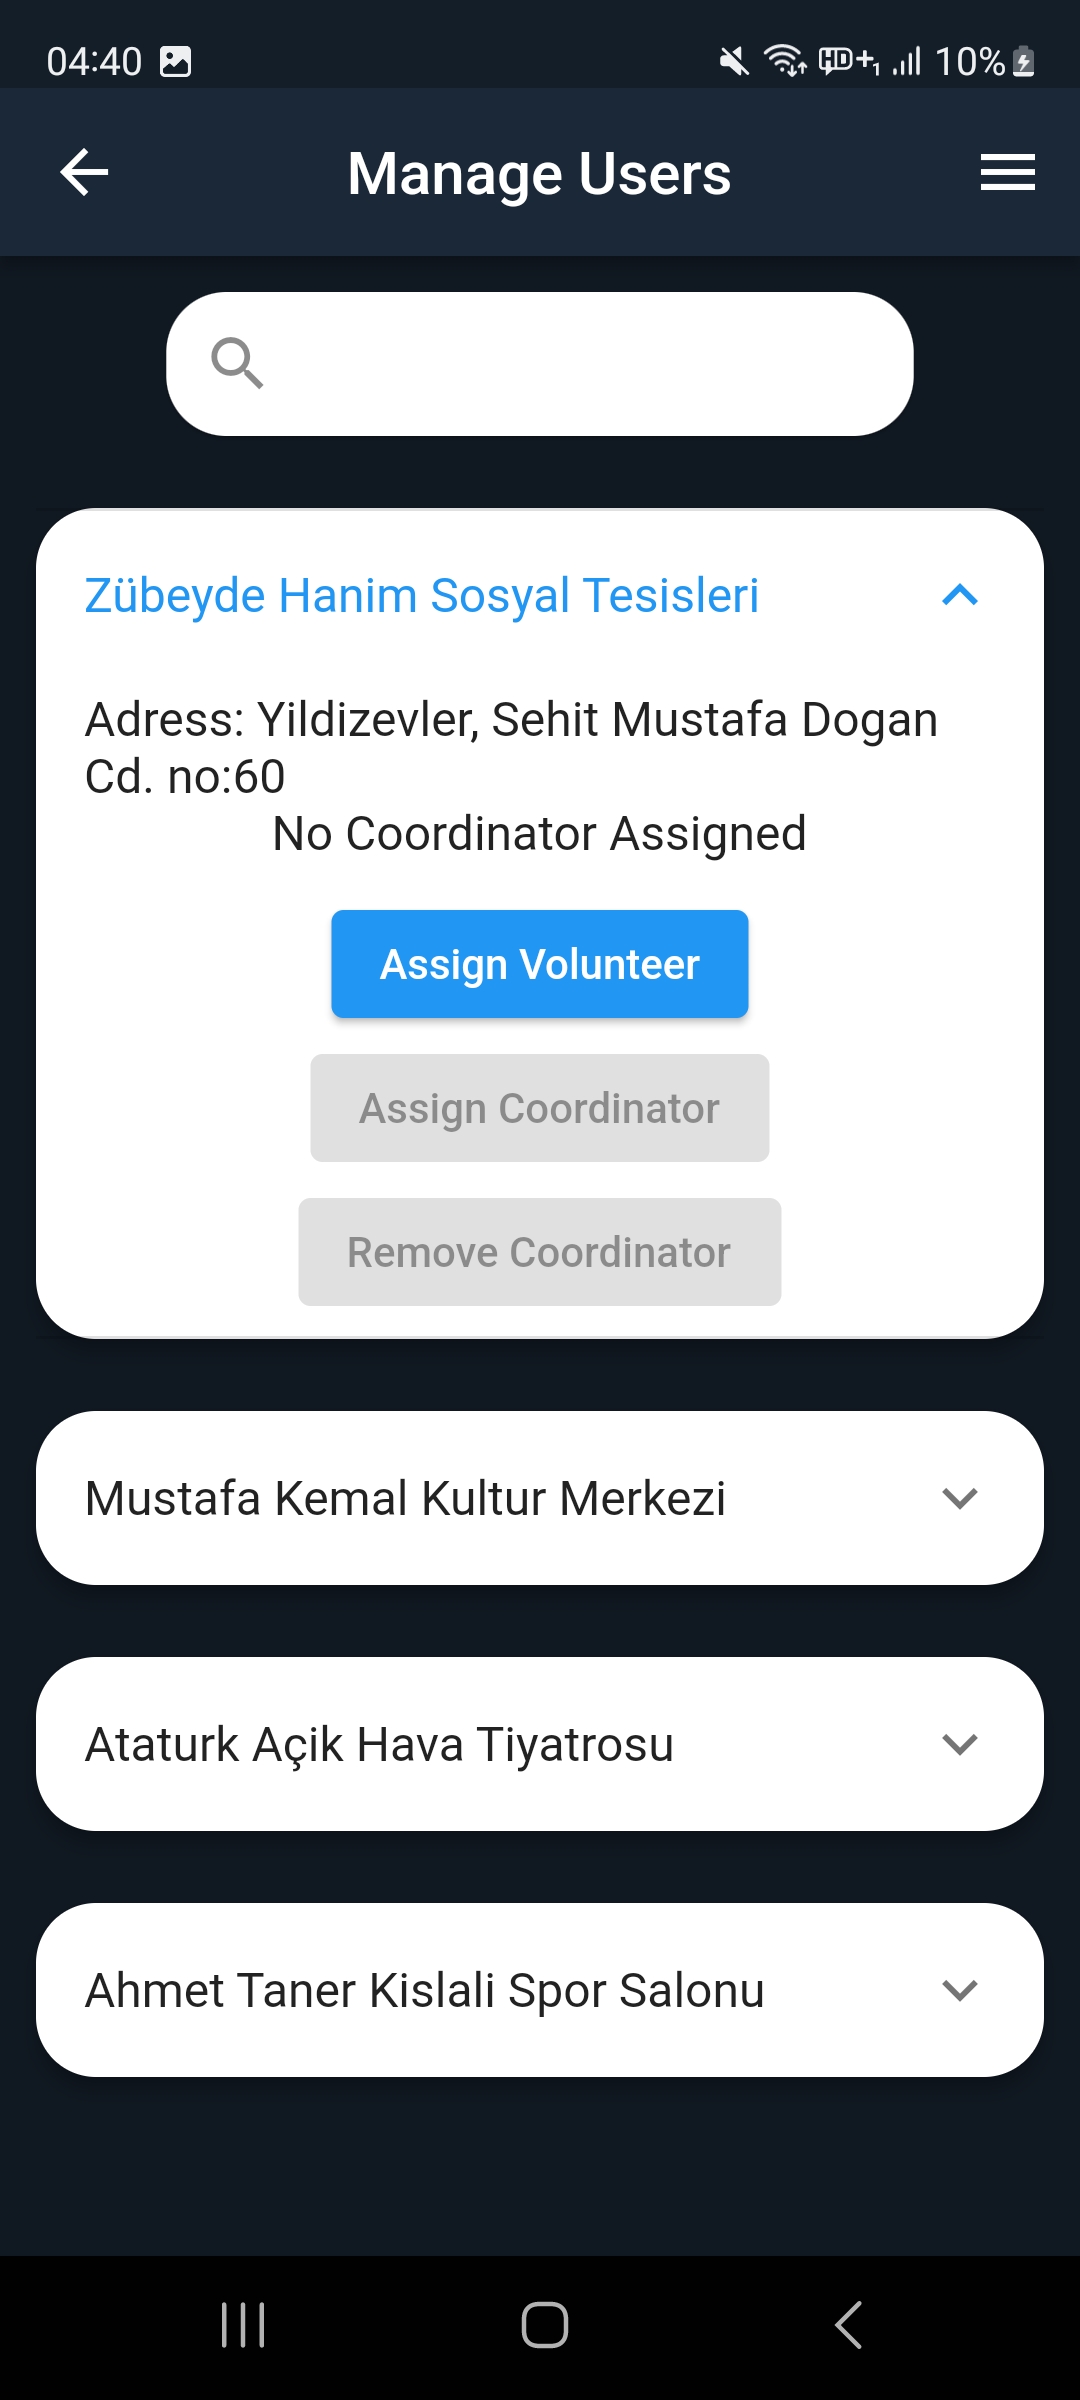 04:40
10%
Manage Users
Zübeyde Hanim Sosyal Tesisleri
Adress: Yildizevler, Sehit Mustafa Dogan
Cd. no:60
No Coordinator Assigned
Assign Volunteer
Assign Coordinator
Remove Coordinator
Mustafa Kemal Kultur Merkezi
Ataturk Açik Hava Tiyatrosu
Ahmet Taner Kislali Spor Salonu